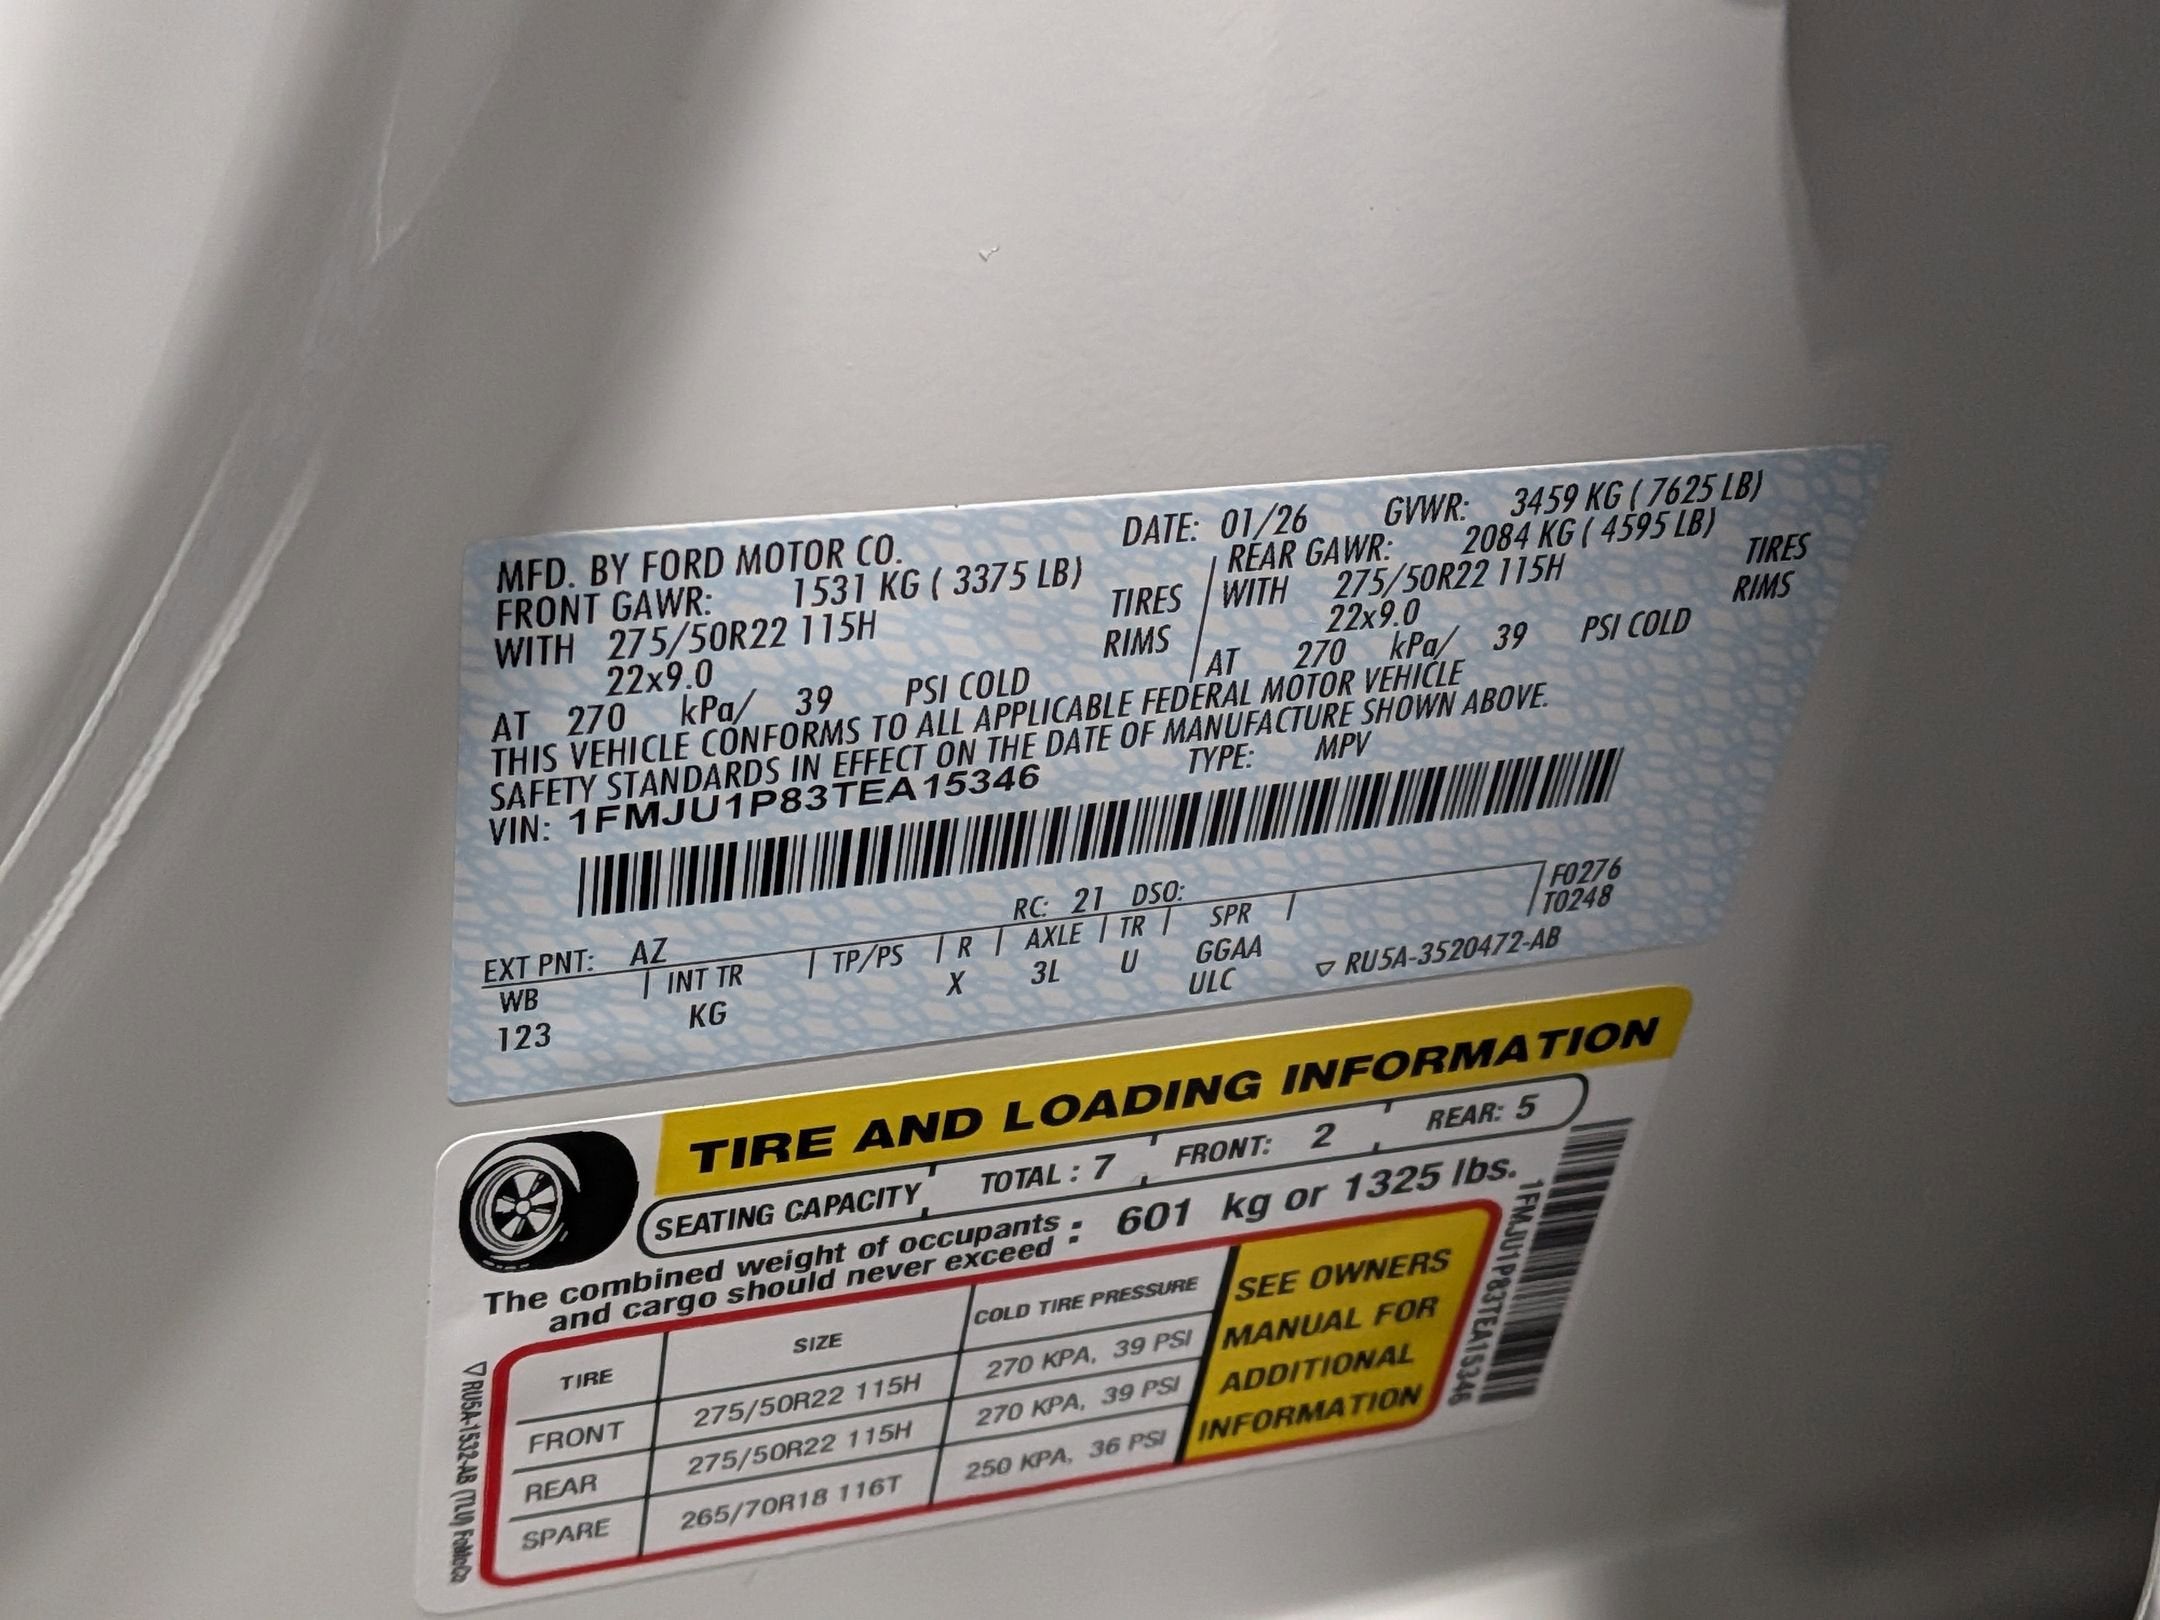 MFD. BY FORD MOTOR CO. DATE: 01/26 GVWR: 3459 KG ( 7625 LB)
FRONT GAWR: 1531 KG ( 3375 LB) REAR GAWR: 2084 KG ( 4595 LB)
WITH 275/50R22 115H TIRES WITH 275/50R22 115H TIRES
22x9.0 RIMS 22x9.0 RIMS
AT 270 kPa/ 39 PSI COLD AT 270 kPa/ 39 PSI COLD
THIS VEHICLE CONFORMS TO ALL APPLICABLE FEDERAL MOTOR VEHICLE
SAFETY STANDARDS IN EFFECT ON THE DATE OF MANUFACTURE SHOWN ABOVE.
VIN: 1FMJU1P83TEA15346 TYPE: MPV
RC: 21 DSO: F0276
EXT PNT: AZ T0248
WB INT TR TP/PS R AXLE TR SPR
123 KG X 3L U GGAA
ULC ▽ RU5A-3520472-AB
TIRE AND LOADING INFORMATION
SEATING CAPACITY TOTAL : 7 FRONT: 2 REAR: 5
The combined weight of occupants
and cargo should never exceed : 601 kg or 1325 lbs.
TIRE SIZE COLD TIRE PRESSURE
FRONT 275/50R22 115H 270 KPA, 39 PSI
REAR 275/50R22 115H 270 KPA, 39 PSI
SPARE 265/70R18 116T 250 KPA, 36 PSI
SEE OWNERS
MANUAL FOR
ADDITIONAL
INFORMATION
1FMJU1P83TEA15346
▽RU5A-1532-AB (TLU) FoMoCo